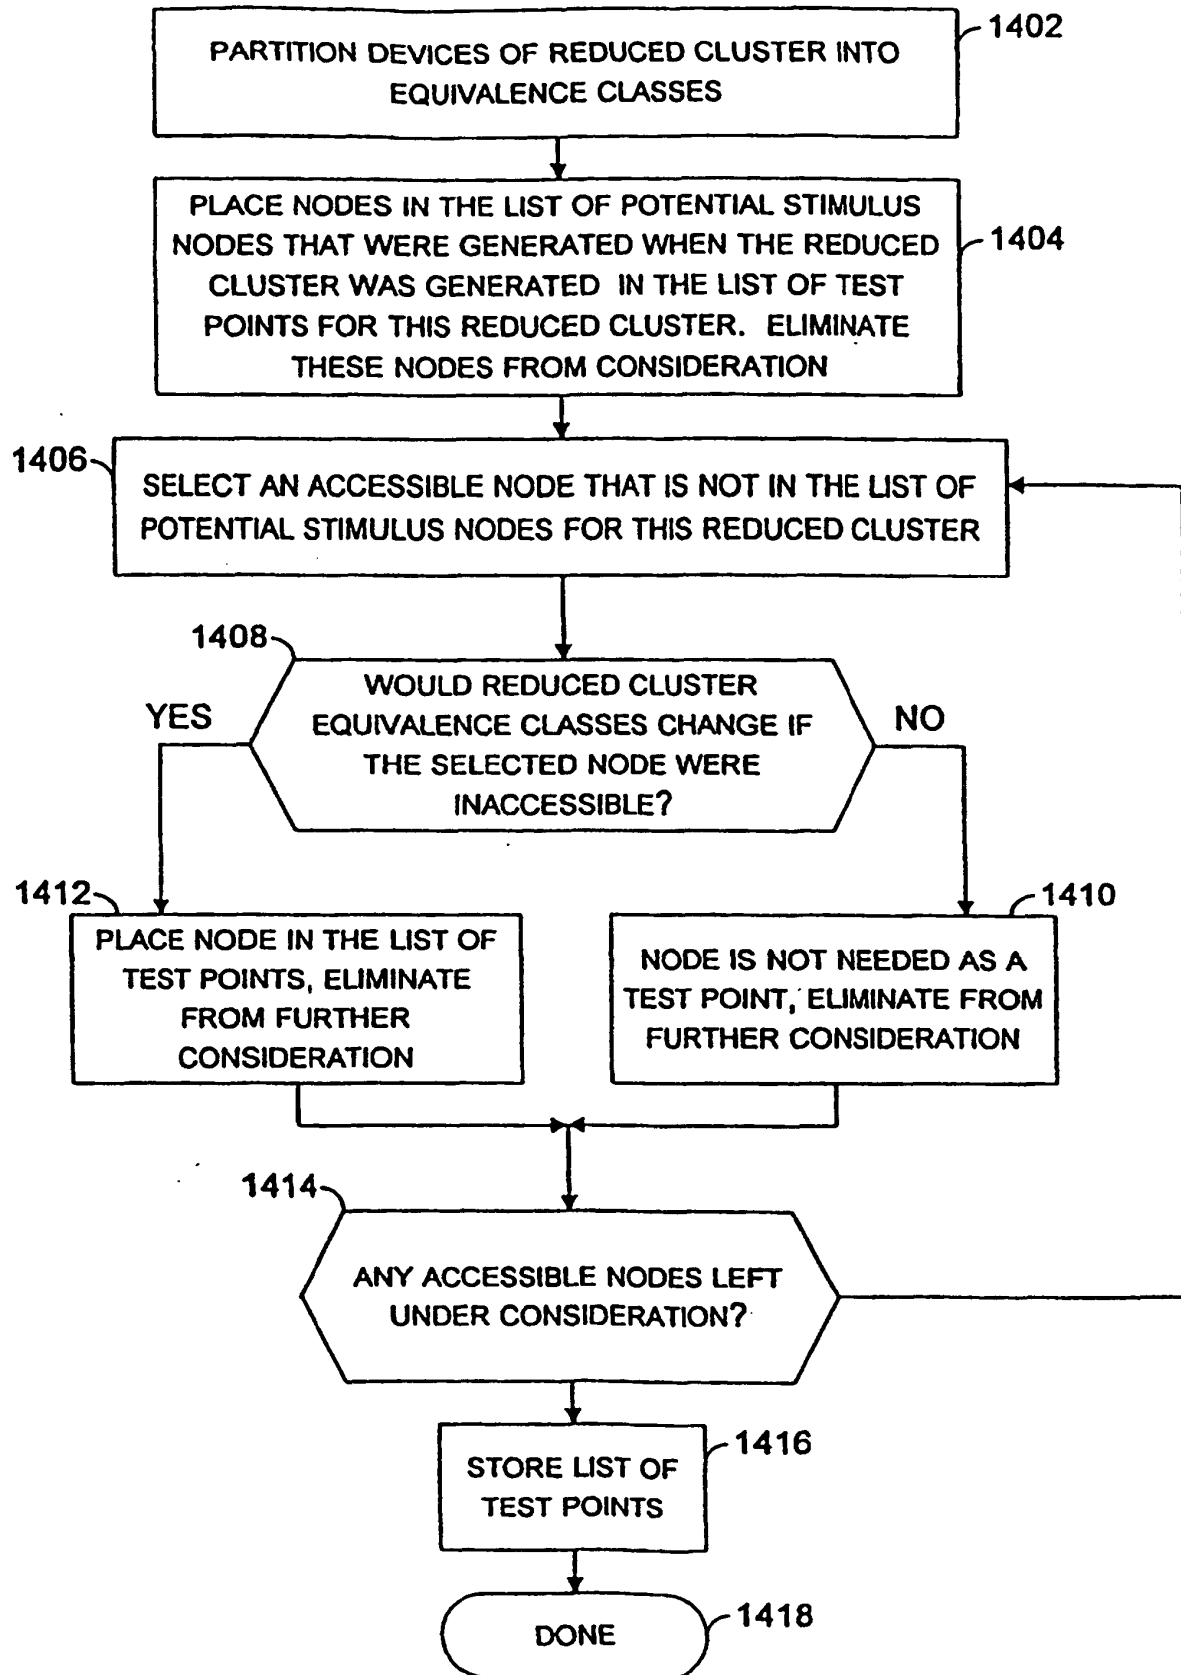 1402
PARTITION DEVICES OF REDUCED CLUSTER INTO
EQUIVALENCE CLASSES
PLACE NODES IN THE LIST OF POTENTIAL STIMULUS
NODES THAT WERE GENERATED WHEN THE REDUCED
CLUSTER WAS GENERATED IN THE LIST OF TEST
POINTS FOR THIS REDUCED CLUSTER. ELIMINATE
THESE NODES FROM CONSIDERATION
1404
1406
SELECT AN ACCESSIBLE NODE THAT IS NOT IN THE LIST OF
POTENTIAL STIMULUS NODES FOR THIS REDUCED CLUSTER
1408
WOULD REDUCED CLUSTER
EQUIVALENCE CLASSES CHANGE IF
THE SELECTED NODE WERE
INACCESSIBLE?
YES
NO
1412
PLACE NODE IN THE LIST OF
TEST POINTS, ELIMINATE
FROM FURTHER
CONSIDERATION
1410
NODE IS NOT NEEDED AS A
TEST POINT, ELIMINATE FROM
FURTHER CONSIDERATION
1414
ANY ACCESSIBLE NODES LEFT
UNDER CONSIDERATION?
1416
STORE LIST OF
TEST POINTS
DONE
1418